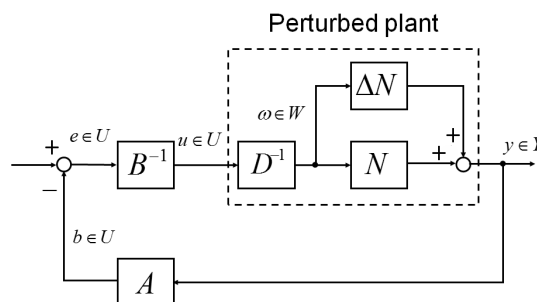 Perturbed plant
ΔN
ω∈W
+
e∈U
u∈U
+
+
y∈Y
B⁻¹
D⁻¹
N
−
b∈U
A